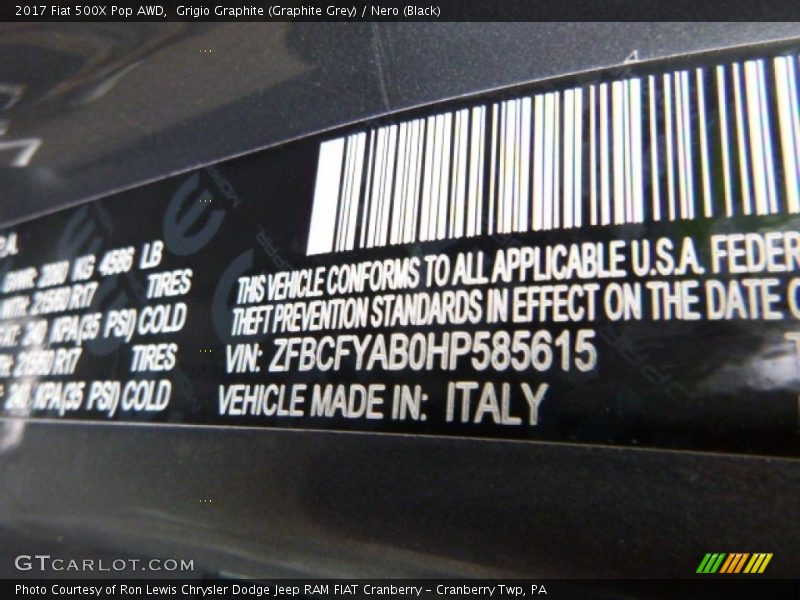 2017 Fiat 500X Pop AWD,  Grigio Graphite (Graphite Grey) / Nero (Black)
MOPAR
GVWR: 2080 KG 4586 LB
TIRES
KPA(35 PSI) COLD
TIRES
KPA(35 PSI) COLD
THIS VEHICLE CONFORMS TO ALL APPLICABLE U.S.A. FEDER
THEFT PREVENTION STANDARDS IN EFFECT ON THE DATE
VIN: ZFBCFYAB0HP585615
VEHICLE MADE IN: ITALY
GTCARLOT.COM
Photo Courtesy of Ron Lewis Chrysler Dodge Jeep RAM FIAT Cranberry – Cranberry Twp, PA